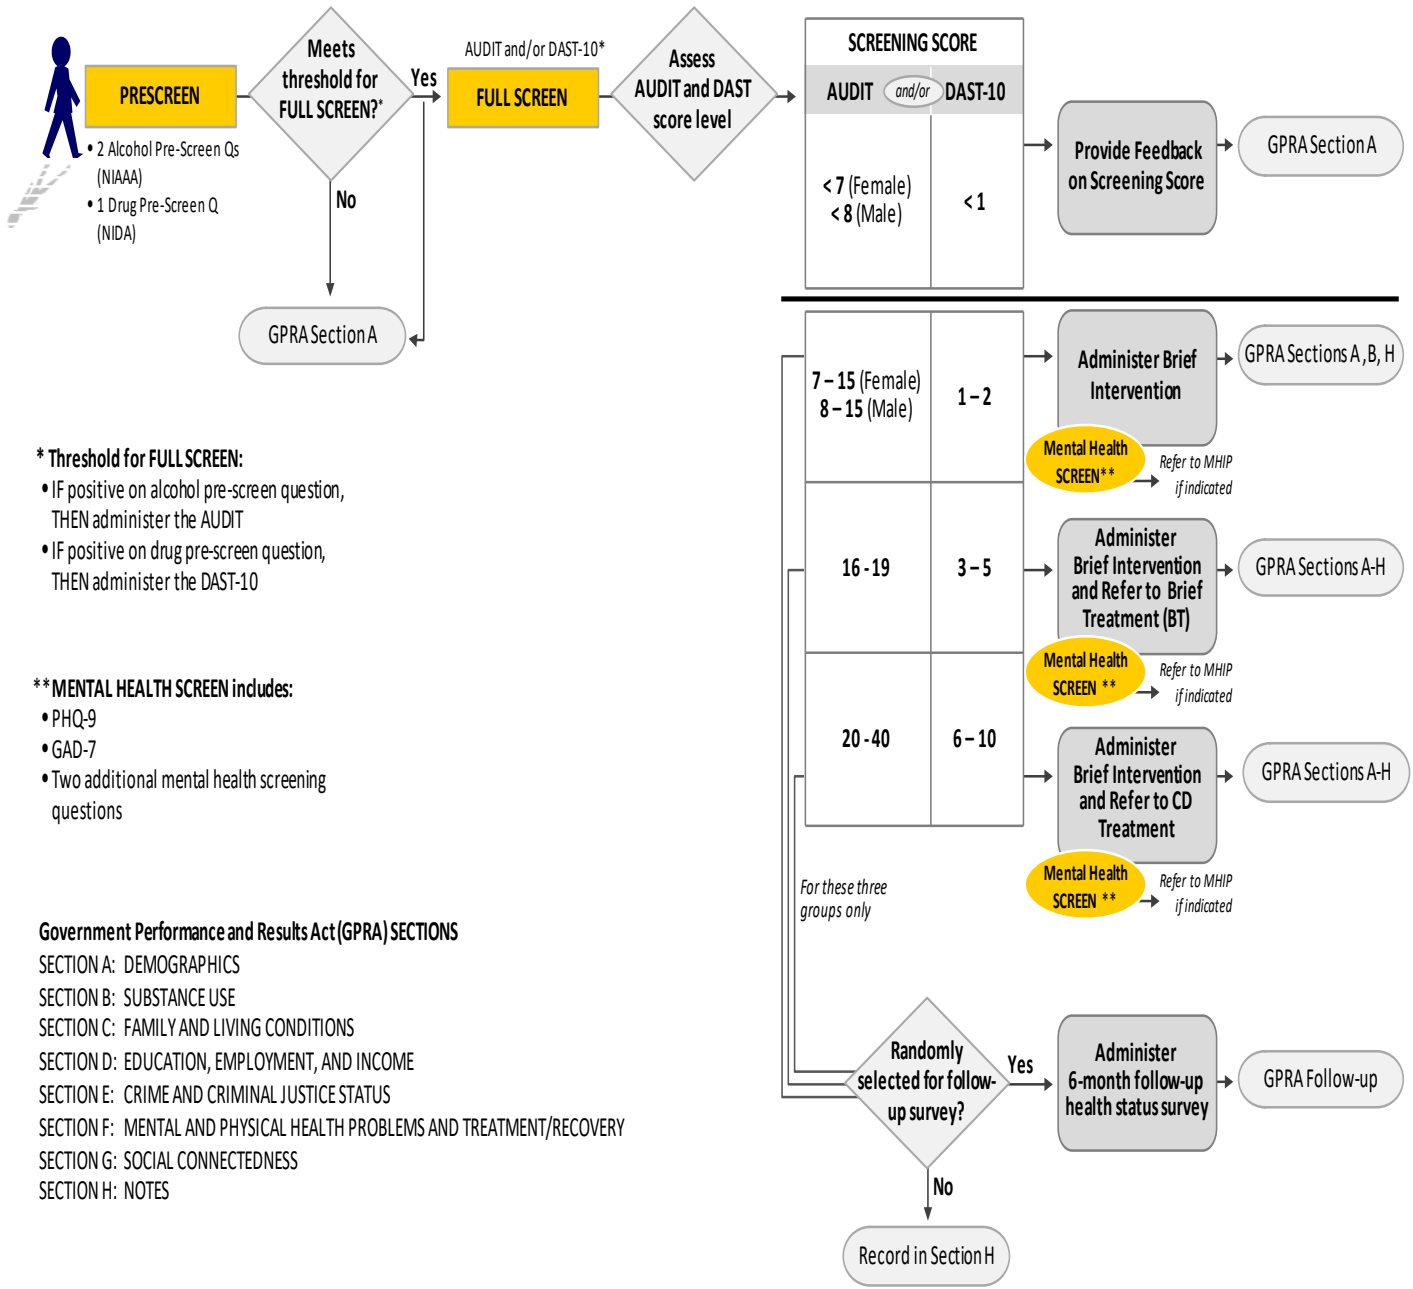 PRESCREEN
• 2 Alcohol Pre-Screen Qs
(NIAAA)
• 1 Drug Pre-Screen Q
(NIDA)
Meets
threshold for
FULL SCREEN?*
Yes
No
GPRA Section A
AUDIT and/or DAST-10*
FULL SCREEN
Assess
AUDIT and DAST
score level
SCREENING SCORE
AUDIT and/or DAST-10
< 7 (Female)
< 8 (Male)
< 1
Provide Feedback
on Screening Score
GPRA Section A
7 – 15 (Female)
8 – 15 (Male)
1 – 2
Administer Brief
Intervention
GPRA Sections A ,B, H
Mental Health
SCREEN**
Refer to MHIP
if indicated
16 - 19
3 – 5
Administer
Brief Intervention
and Refer to Brief
Treatment (BT)
GPRA Sections A-H
Mental Health
SCREEN **
Refer to MHIP
if indicated
20 - 40
6 – 10
Administer
Brief Intervention
and Refer to CD
Treatment
GPRA Sections A-H
Mental Health
SCREEN **
Refer to MHIP
if indicated
For these three
groups only
Randomly
selected for follow-
up survey?
Yes
Administer
6-month follow-up
health status survey
GPRA Follow-up
No
Record in Section H
* Threshold for FULL SCREEN:
• IF positive on alcohol pre-screen question,
THEN administer the AUDIT
• IF positive on drug pre-screen question,
THEN administer the DAST-10
**MENTAL HEALTH SCREEN includes:
• PHQ-9
• GAD-7
• Two additional mental health screening
questions
Government Performance and Results Act (GPRA) SECTIONS
SECTION A: DEMOGRAPHICS
SECTION B: SUBSTANCE USE
SECTION C: FAMILY AND LIVING CONDITIONS
SECTION D: EDUCATION, EMPLOYMENT, AND INCOME
SECTION E: CRIME AND CRIMINAL JUSTICE STATUS
SECTION F: MENTAL AND PHYSICAL HEALTH PROBLEMS AND TREATMENT/RECOVERY
SECTION G: SOCIAL CONNECTEDNESS
SECTION H: NOTES